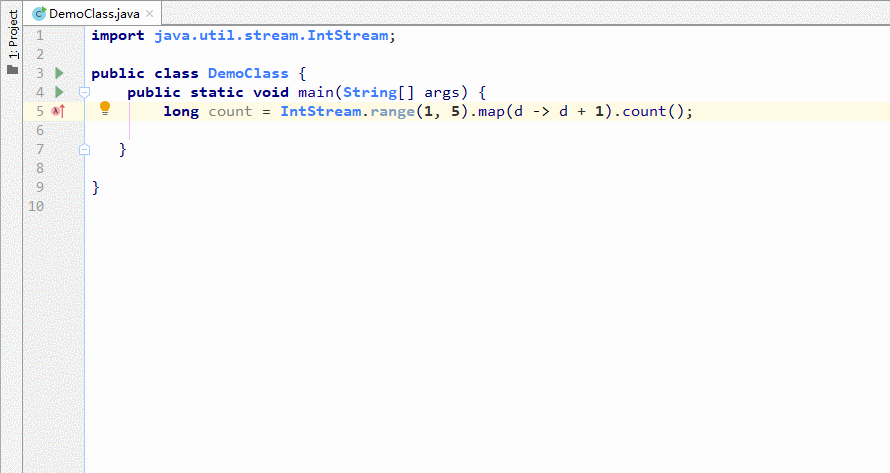 1: Project
DemoClass.java
1 import java.util.stream.IntStream;
2
3 public class DemoClass {
4 public static void main(String[] args) {
5 long count = IntStream.range(1, 5).map(d -> d + 1).count();
6
7 }
8
9 }
10